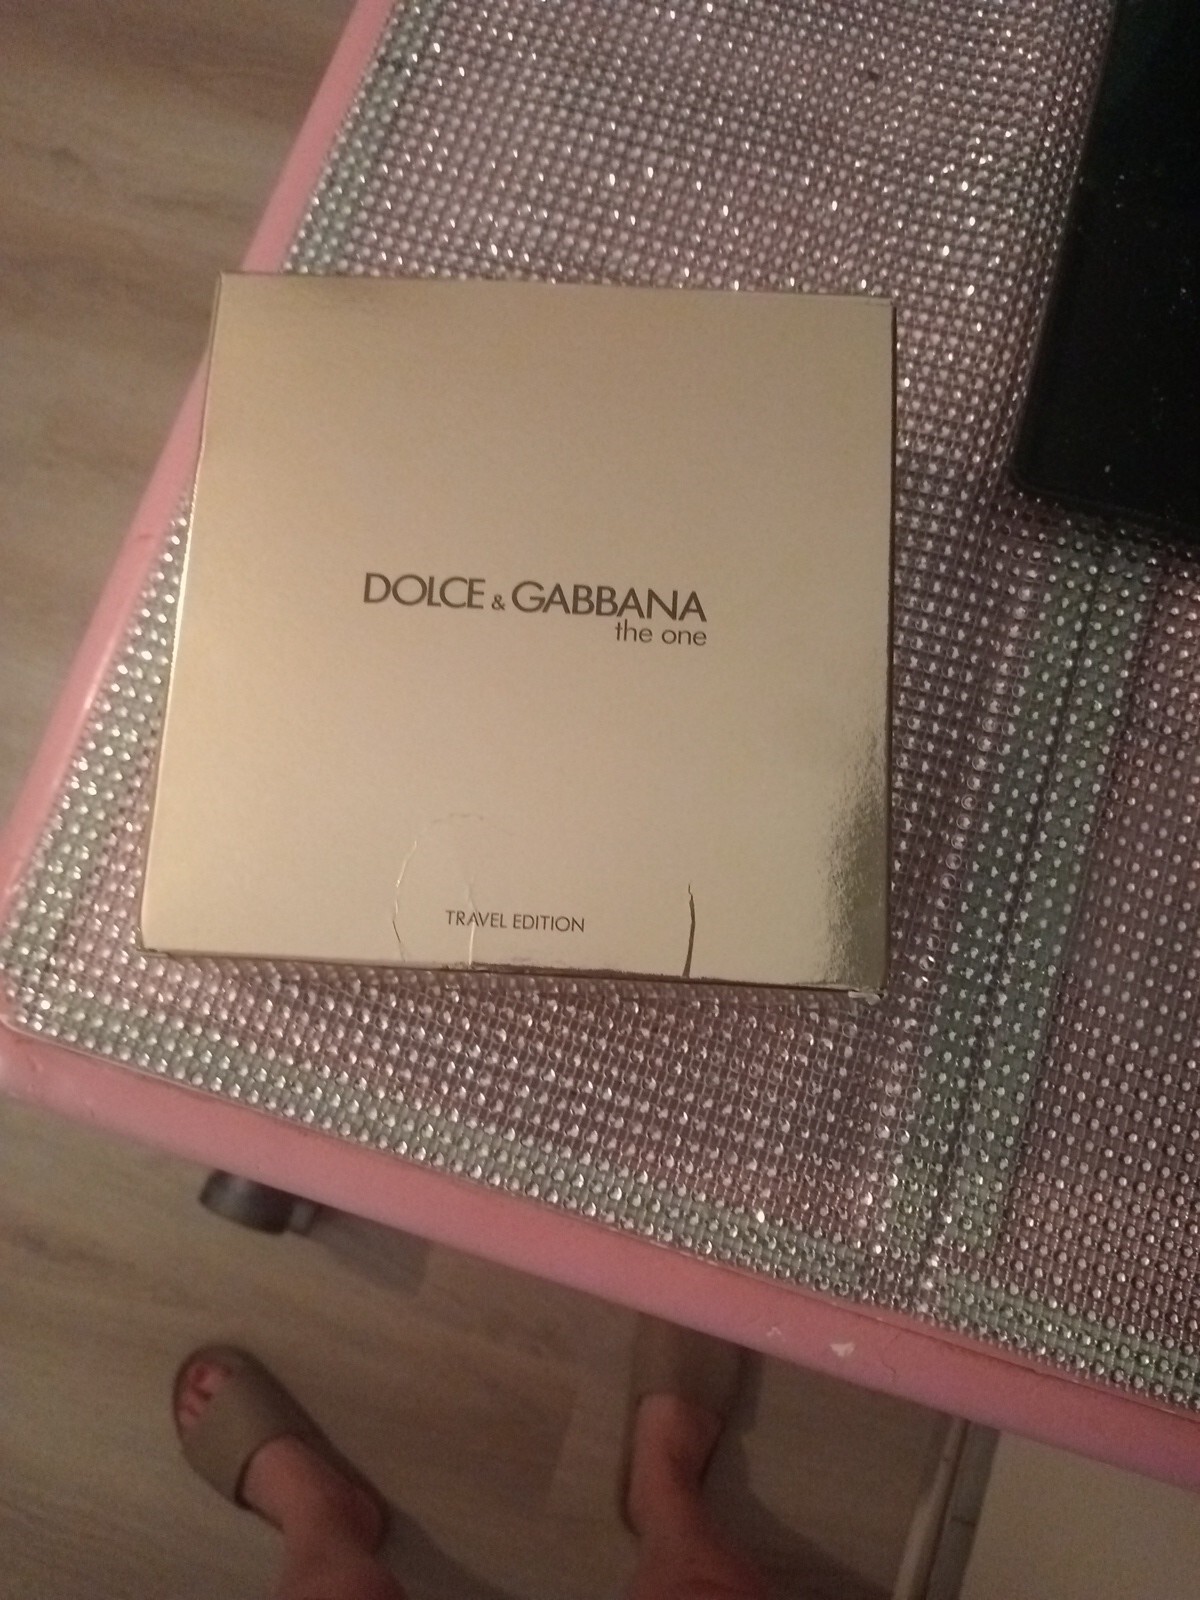 DOLCE & GABBANA
the one
TRAVEL EDITION